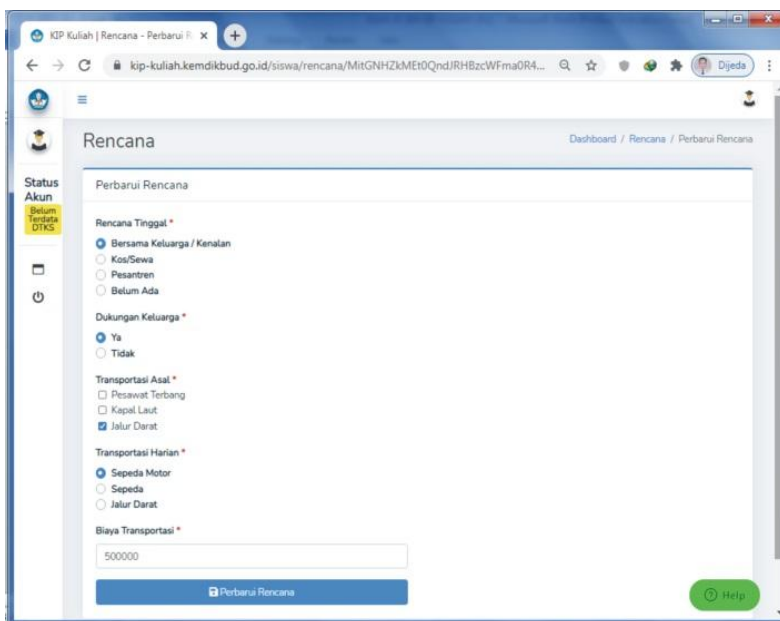 KIP Kuliah | Rencana - Perbarui R
kip-kuliah.kemdikbud.go.id/siswa/rencana/MitGNHZkMEt0QndJRHBzcWFma0R4...
Dijeda
Rencana
Dashboard / Rencana / Perbarui Rencana
Status
Akun
Belum
Terdata
DTKS
Perbarui Rencana
Rencana Tinggal *
Bersama Keluarga / Kenalan
Kos/Sewa
Pesantren
Belum Ada
Dukungan Keluarga *
Ya
Tidak
Transportasi Asal *
Pesawat Terbang
Kapal Laut
Jalur Darat
Transportasi Harian *
Sepeda Motor
Sepeda
Jalur Darat
Biaya Transportasi *
500000
Perbarui Rencana
Help